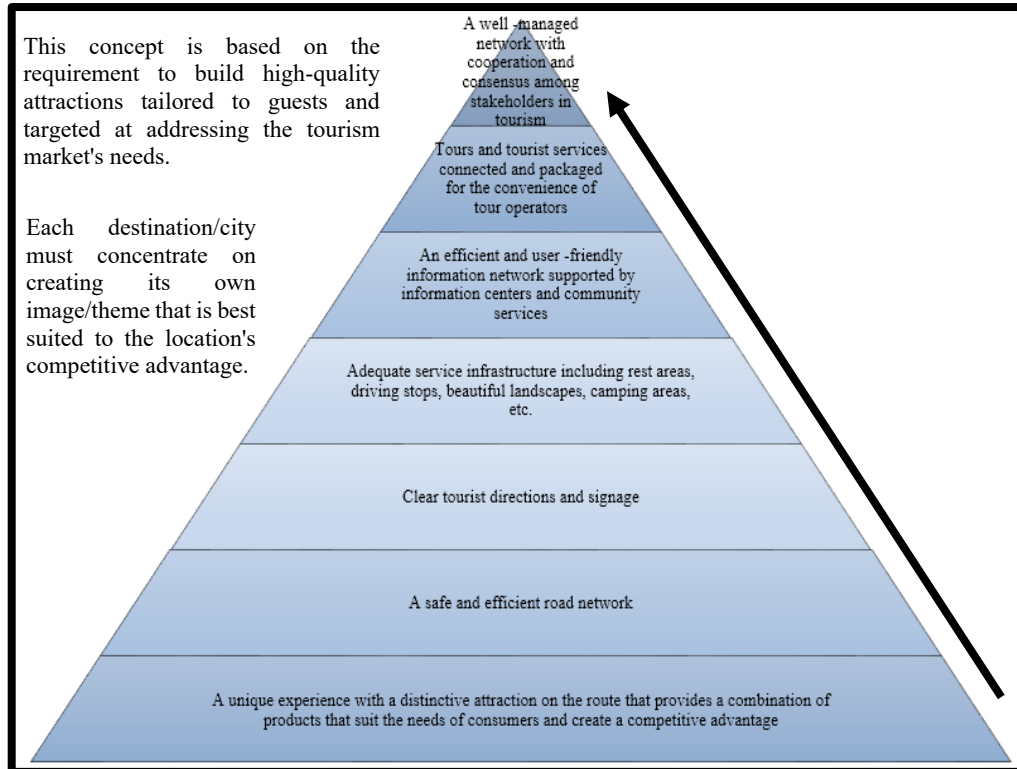 This concept is based on the
requirement to build high-quality
attractions tailored to guests and
targeted at addressing the tourism
market's needs.
Each destination/city
must concentrate on
creating its own
image/theme that is best
suited to the location's
competitive advantage.
A well -managed
network with
cooperation and
consensus among
stakeholders in
tourism
Tours and tourist services
connected and packaged
for the convenience of
tour operators
An efficient and user -friendly
information network supported by
information centers and community
services
Adequate service infrastructure including rest areas,
driving stops, beautiful landscapes, camping areas,
etc.
Clear tourist directions and signage
A safe and efficient road network
A unique experience with a distinctive attraction on the route that provides a combination of
products that suit the needs of consumers and create a competitive advantage